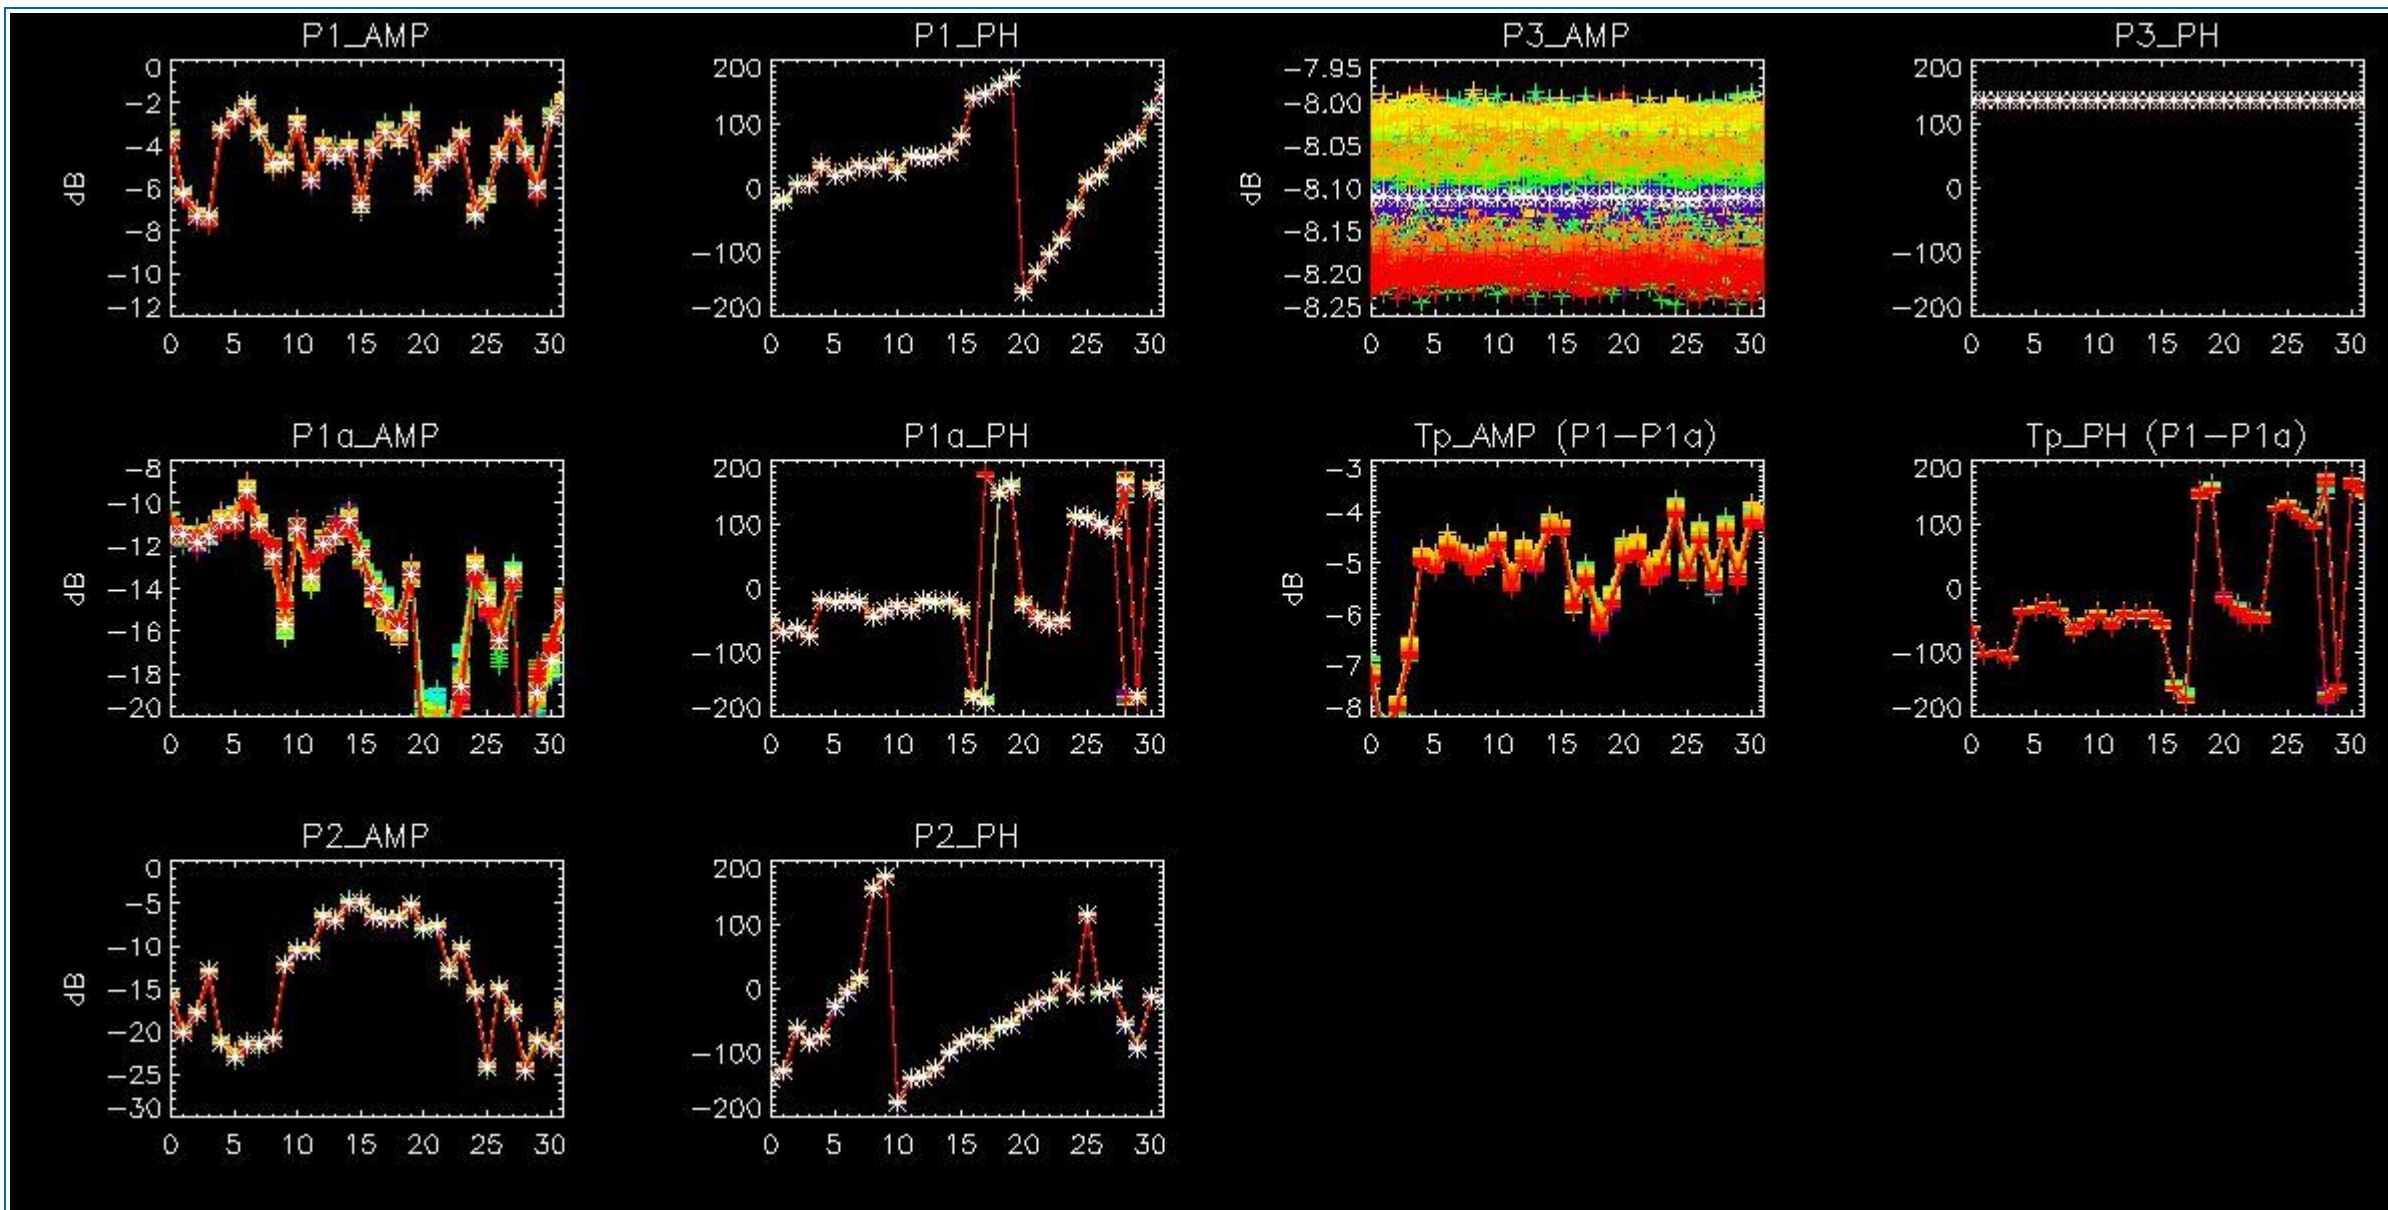 P1_AMP
0
−2
−4
−6
−8
−10
−12
dB
0 5 10 15 20 25 30
P1_PH
200
100
0
−100
−200
0 5 10 15 20 25 30
P3_AMP
−7.95
−8.00
−8.05
−8.10
−8.15
−8.20
−8.25
dB
0 5 10 15 20 25 30
P3_PH
200
100
0
−100
−200
0 5 10 15 20 25 30
P1a_AMP
−8
−10
−12
−14
−16
−18
−20
dB
0 5 10 15 20 25 30
P1a_PH
200
100
0
−100
−200
0 5 10 15 20 25 30
Tp_AMP (P1−P1a)
−3
−4
−5
−6
−7
−8
dB
0 5 10 15 20 25 30
Tp_PH (P1−P1a)
200
100
0
−100
−200
0 5 10 15 20 25 30
P2_AMP
0
−5
−10
−15
−20
−25
−30
dB
0 5 10 15 20 25 30
P2_PH
200
100
0
−100
−200
0 5 10 15 20 25 30